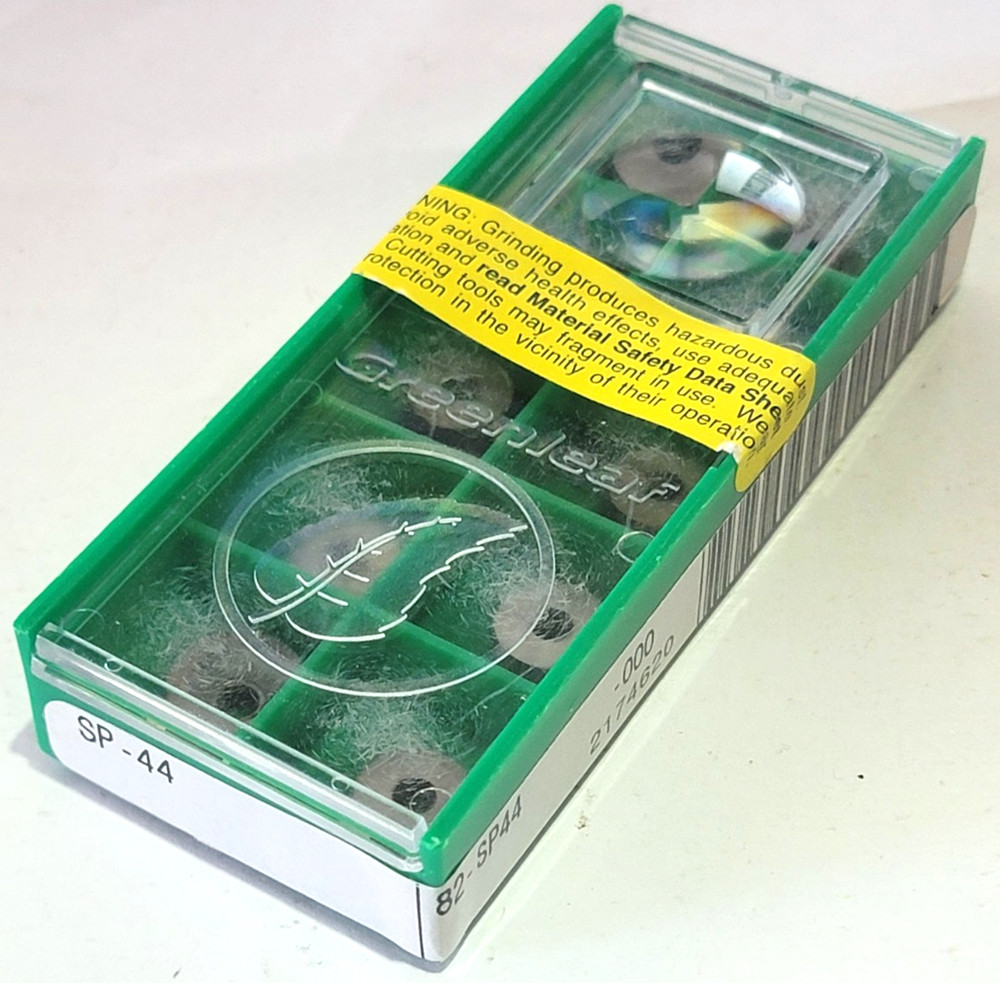 NING: Grinding produces hazardous du
oid adverse health effects, use adequa
ation and read Material Safety Data She
Cutting tools may fragment in use. We
rotection in the vicinity of their operatio
Greenleaf
SP-44
82-SP44
-000
2174620